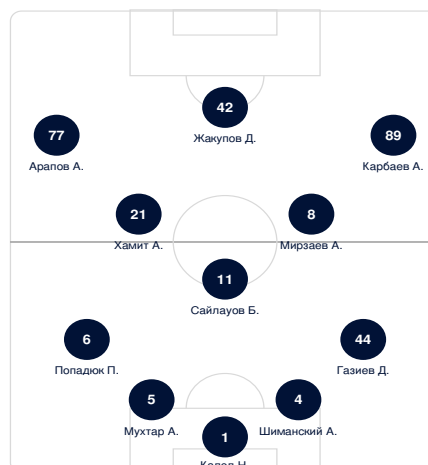 42
Жакупов Д.
77
Арапов А.
89
Карбаев А.
21
Хамит А.
8
Мирзаев А.
11
Сайлауов Б.
6
Попадюк П.
44
Газиев Д.
5
Мухтар А.
4
Шиманский А.
1